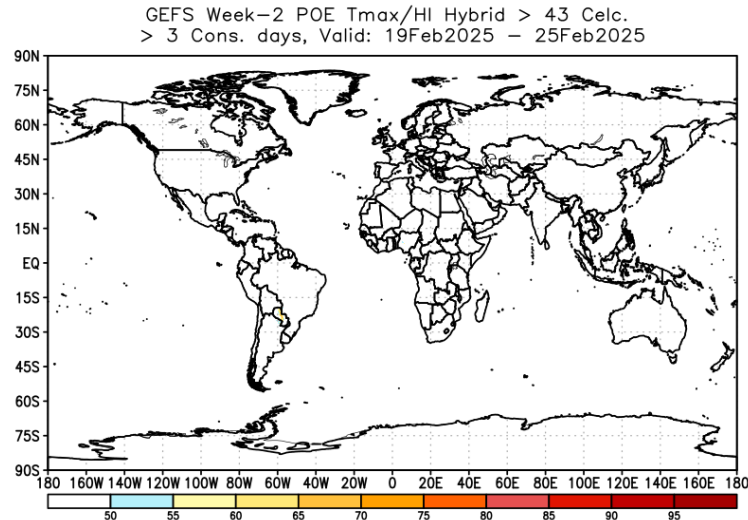 GEFS Week-2 POE Tmax/HI Hybrid > 43 Celc.
> 3 Cons. days, Valid: 19Feb2025 - 25Feb2025
90N
75N
60N
45N
30N
15N
EQ
15S
30S
45S
60S
75S
90S
180 160W 140W 120W 100W 80W 60W 40W 20W 0 20E 40E 60E 80E 100E 120E 140E 160E 180
50 55 60 65 70 75 80 85 90 95